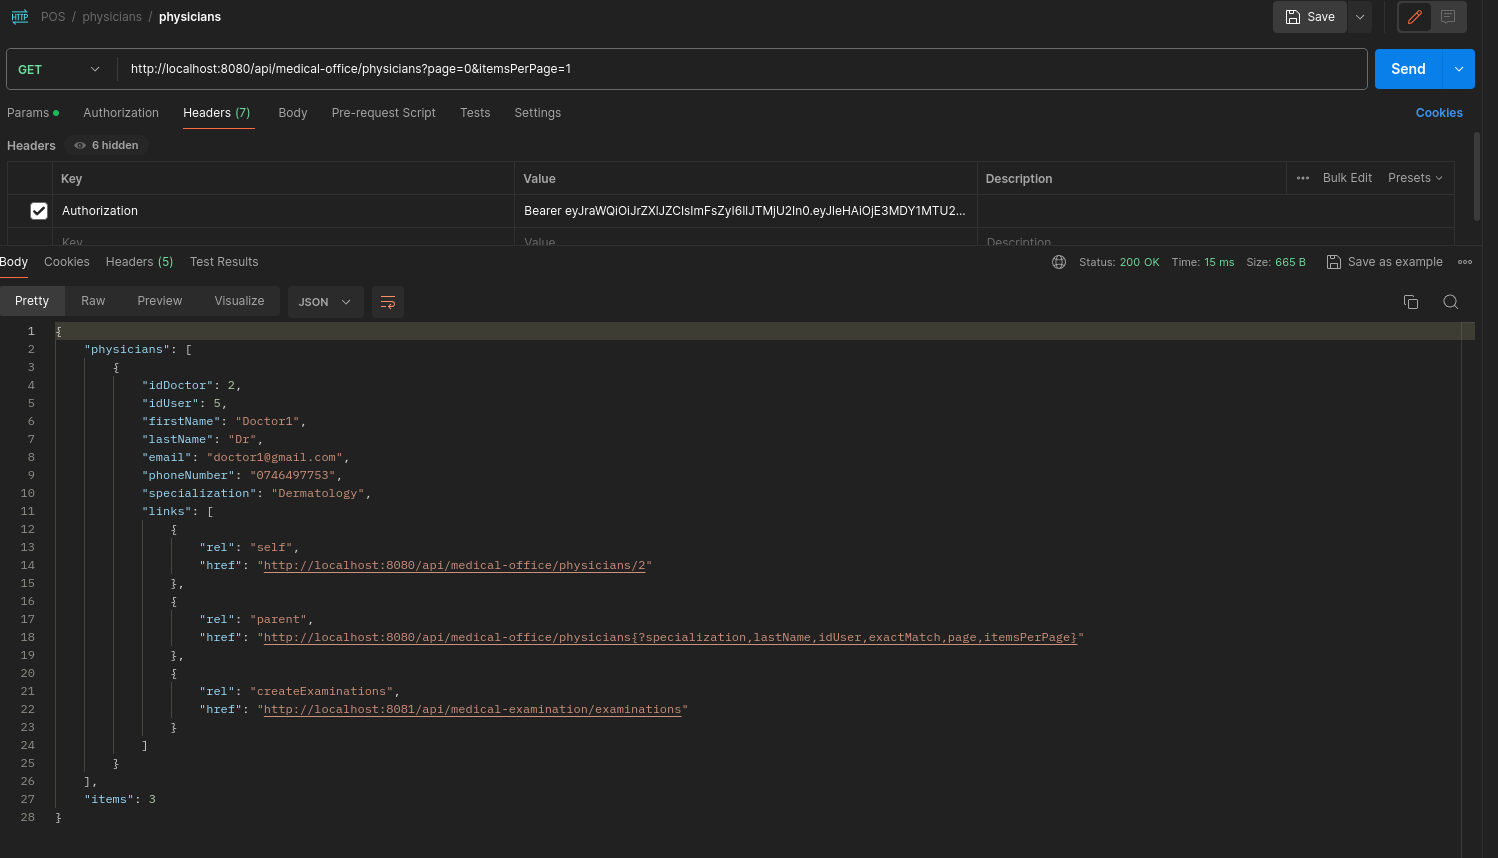 HTTP POS / physicians / physicians Save
GET http://localhost:8080/api/medical-office/physicians?page=0&itemsPerPage=1 Send
Params Authorization Headers (7) Body Pre-request Script Tests Settings Cookies
Headers 6 hidden
Key Value Description Bulk Edit Presets
Authorization Bearer
Key Value Description
Body Cookies Headers (5) Test Results Status: 200 OK Time: 15 ms Size: 665 B Save as example
Pretty Raw Preview Visualize JSON
1 {
2 "physicians": [
3 {
4 "idDoctor": 2,
5 "idUser": 5,
6 "firstName": "Doctor1",
7 "lastName": "Dr",
8 "email": "doctor1@gmail.com",
9 "phoneNumber": "0746497753",
10 "specialization": "Dermatology",
11 "links": [
12 {
13 "rel": "self",
14 "href": "http://localhost:8080/api/medical-office/physicians/2"
15 },
16 {
17 "rel": "parent",
18 "href": "http://localhost:8080/api/medical-office/physicians{?specialization,lastName,idUser,exactMatch,page,itemsPerPage}"
19 },
20 {
21 "rel": "createExaminations",
22 "href": "http://localhost:8081/api/medical-examination/examinations"
23 }
24 ]
25 }
26 ],
27 "items": 3
28 }